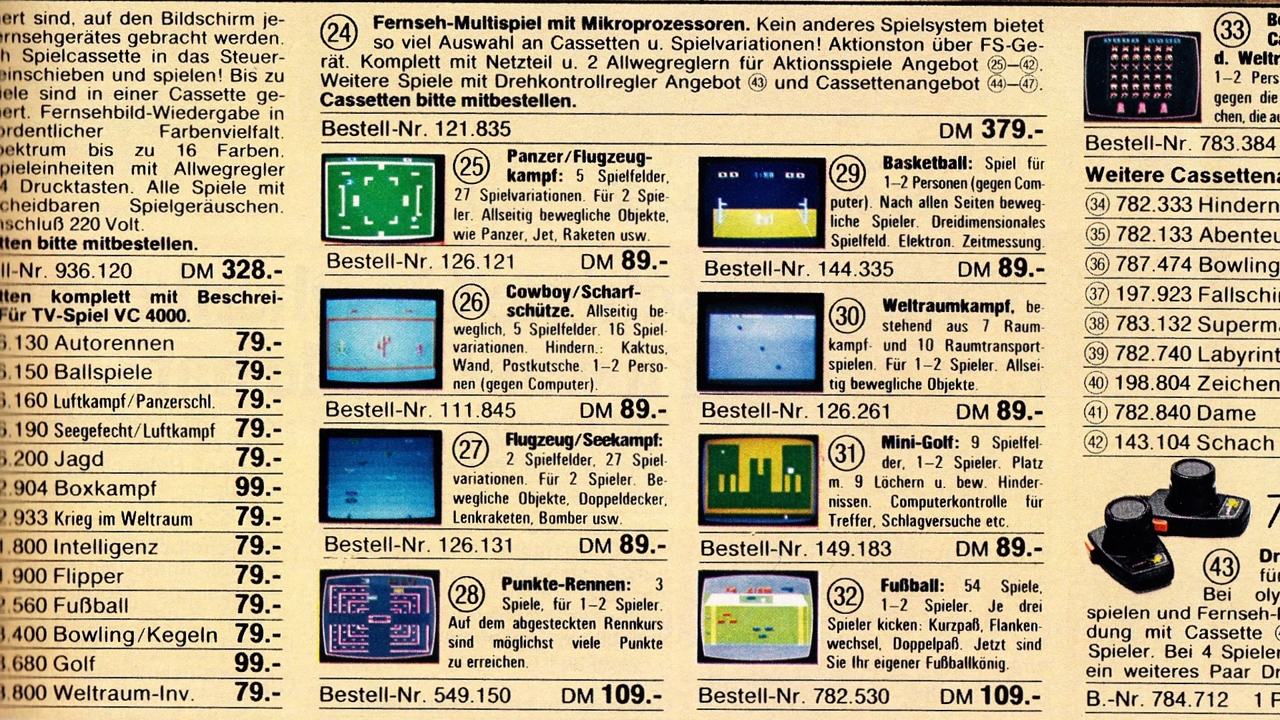 ert sind, auf den Bildschirm je-
ernsehgerätes gebracht werden.
h Spielcassette in das Steuer-
einschieben und spielen! Bis zu
iele sind in einer Cassette ge-
ert. Fernsehbild-Wiedergabe in
ordentlicher Farbenvielfalt.
ektrum bis zu 16 Farben.
pieleinheiten mit Allwegregler
4 Drucktasten. Alle Spiele mit
cheidbaren Spielgeräuschen.
schluß 220 Volt.
tten bitte mitbestellen.
ll-Nr. 936.120 DM 328.-
tten komplett mit Beschrei-
Für TV-Spiel VC 4000.
.130 Autorennen 79.-
.150 Ballspiele 79.-
.160 Luftkampf/Panzerschl. 79.-
.190 Seegefecht/Luftkampf 79.-
.200 Jagd 79.-
.904 Boxkampf 99.-
.933 Krieg im Weltraum 79.-
.800 Intelligenz 79.-
.900 Flipper 79.-
.560 Fußball 79.-
.400 Bowling/Kegeln 79.-
.680 Golf 99.-
.800 Weltraum-Inv. 79.-
24 Fernseh-Multispiel mit Mikroprozessoren. Kein anderes Spielsystem bietet
so viel Auswahl an Cassetten u. Spielvariationen! Aktionston über FS-Ge-
rät. Komplett mit Netzteil u. 2 Allwegreglern für Aktionsspiele Angebot 25–42.
Weitere Spiele mit Drehkontrollregler Angebot 43 und Cassettenangebot 44–47.
Cassetten bitte mitbestellen.
Bestell-Nr. 121.835 DM 379.-
25 Panzer/Flugzeug-
kampf: 5 Spielfelder,
27 Spielvariationen. Für 2 Spie-
ler. Allseitig bewegliche Objekte,
wie Panzer, Jet, Raketen usw.
Bestell-Nr. 126.121 DM 89.-
26 Cowboy/Scharf-
schütze. Allseitig be-
weglich, 5 Spielfelder. 16 Spiel-
variationen. Hindern.: Kaktus,
Wand, Postkutsche. 1–2 Perso-
nen (gegen Computer).
Bestell-Nr. 111.845 DM 89.-
27 Flugzeug/Seekampf:
2 Spielfelder, 27 Spiel-
variationen. Für 2 Spieler. Be-
wegliche Objekte, Doppeldecker,
Lenkraketen, Bomber usw.
Bestell-Nr. 126.131 DM 89.-
28 Punkte-Rennen: 3
Spiele, für 1–2 Spieler.
Auf dem abgesteckten Rennkurs
sind möglichst viele Punkte
zu erreichen.
Bestell-Nr. 549.150 DM 109.-
29 Basketball: Spiel für
1–2 Personen (gegen Com-
puter). Nach allen Seiten beweg-
liche Spieler. Dreidimensionales
Spielfeld. Elektron. Zeitmessung.
Bestell-Nr. 144.335 DM 89.-
30 Weltraumkampf, be-
stehend aus 7 Raum-
kampf- und 10 Raumtransport-
spielen. Für 1–2 Spieler. Allsei-
tig bewegliche Objekte.
Bestell-Nr. 126.261 DM 89.-
31 Mini-Golf: 9 Spielfel-
der, 1–2 Spieler. Platz
m. 9 Löchern u. bew. Hinder-
nissen. Computerkontrolle für
Treffer, Schlagversuche etc.
Bestell-Nr. 149.183 DM 89.-
32 Fußball: 54 Spiele,
1–2 Spieler. Je drei
Spieler kicken: Kurzpaß, Flanken-
wechsel, Doppelpaß. Jetzt sind
Sie Ihr eigener Fußballkönig.
Bestell-Nr. 782.530 DM 109.-
33
d. Weltr
1–2 Pers
gegen die
chen, die au
Bestell-Nr. 783.384
Weitere Cassettena
34 782.333 Hindern
35 782.133 Abenteu
36 787.474 Bowling
37 197.923 Fallschi
38 783.132 Superma
39 782.740 Labyrint
40 198.804 Zeichen
41 782.840 Dame
42 143.104 Schach
43 Dr
für
Bei oly
spielen und Fernseh-
dung mit Cassette
Spieler. Bei 4 Spieler
ein weiteres Paar Dr
B.-Nr. 784.712 1 P